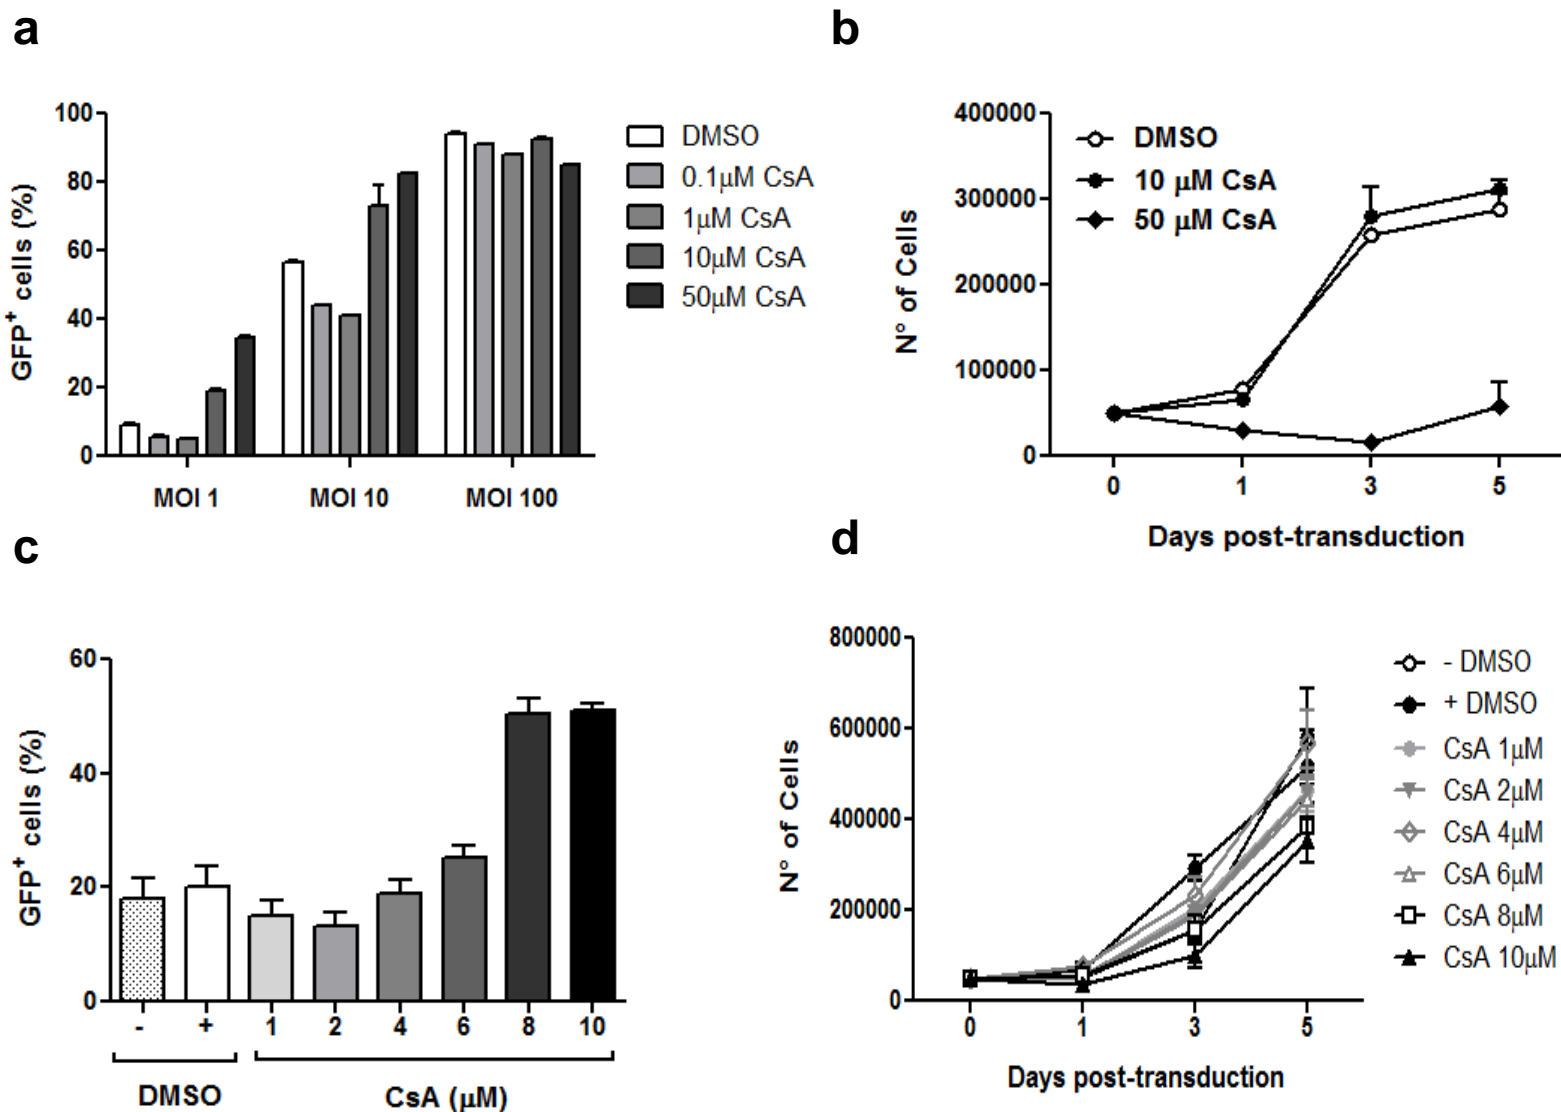 a
100
80
60
40
20
0
GFP+ cells (%)
MOI 1 MOI 10 MOI 100
DMSO
0.1μM CsA
1μM CsA
10μM CsA
50μM CsA
b
400000
300000
200000
100000
0
N° of Cells
DMSO
10 μM CsA
50 μM CsA
0 1 3 5
Days post-transduction
c
60
40
20
0
GFP+ cells (%)
- + 1 2 4 6 8 10
DMSO CsA (μM)
d
800000
600000
400000
200000
0
N° of Cells
0 1 3 5
Days post-transduction
- DMSO
+ DMSO
CsA 1μM
CsA 2μM
CsA 4μM
CsA 6μM
CsA 8μM
CsA 10μM